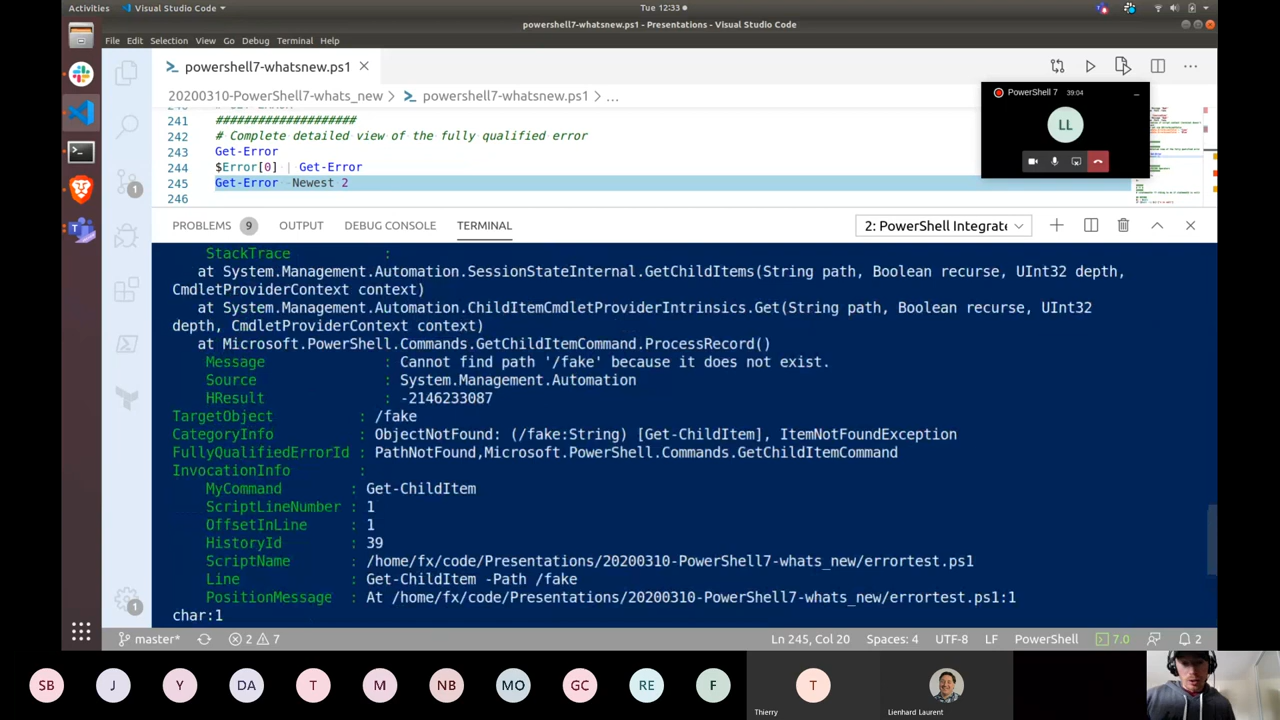 Activities
Visual Studio Code
Tue 12:33
powershell7-whatsnew.ps1 - Presentations - Visual Studio Code
File Edit Selection View Go Debug Terminal Help
powershell7-whatsnew.ps1
20200310-PowerShell7-whats_new > powershell7-whatsnew.ps1 > ...
PowerShell 7 39:04
LL
241 ####################
242 # Complete detailed view of the fully qualified error
243 Get-Error
244 $Error[0] | Get-Error
245 Get-Error Newest 2
246
PROBLEMS 9 OUTPUT DEBUG CONSOLE TERMINAL
2: PowerShell Integrate
StackTrace :
at System.Management.Automation.SessionStateInternal.GetChildItems(String path, Boolean recurse, UInt32 depth,
CmdletProviderContext context)
at System.Management.Automation.ChildItemCmdletProviderIntrinsics.Get(String path, Boolean recurse, UInt32
depth, CmdletProviderContext context)
at Microsoft.PowerShell.Commands.GetChildItemCommand.ProcessRecord()
Message : Cannot find path '/fake' because it does not exist.
Source : System.Management.Automation
HResult : -2146233087
TargetObject : /fake
CategoryInfo : ObjectNotFound: (/fake:String) [Get-ChildItem], ItemNotFoundException
FullyQualifiedErrorId : PathNotFound,Microsoft.PowerShell.Commands.GetChildItemCommand
InvocationInfo :
MyCommand : Get-ChildItem
ScriptLineNumber : 1
OffsetInLine : 1
HistoryId : 39
ScriptName : /home/fx/code/Presentations/20200310-PowerShell7-whats_new/errortest.ps1
Line : Get-ChildItem -Path /fake
PositionMessage : At /home/fx/code/Presentations/20200310-PowerShell7-whats_new/errortest.ps1:1
char:1
1
1
master* 2 7
Ln 245, Col 20 Spaces: 4 UTF-8 LF PowerShell 7.0 2
SB J Y DA T M NB MO GC RE F T
Thierry
Lienhard Laurent